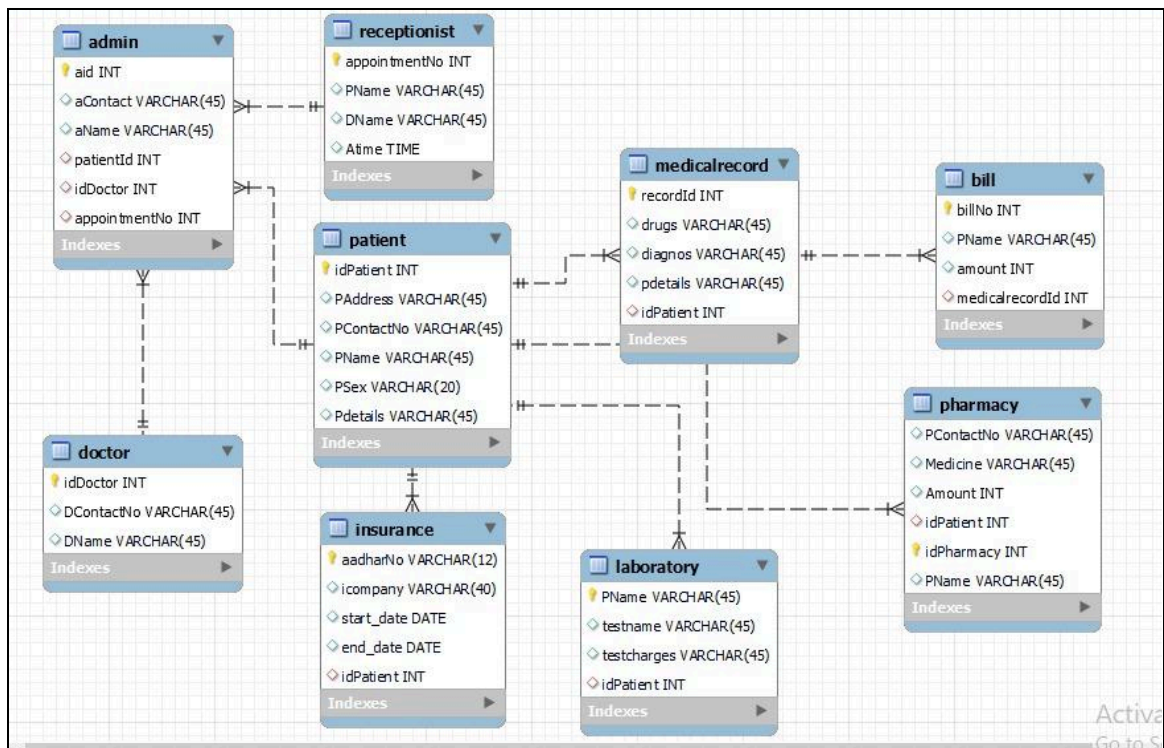 admin
aid INT
aContact VARCHAR(45)
aName VARCHAR(45)
patientId INT
idDoctor INT
appointmentNo INT
Indexes
receptionist
appointmentNo INT
PName VARCHAR(45)
DName VARCHAR(45)
Atime TIME
Indexes
patient
idPatient INT
PAddress VARCHAR(45)
PContactNo VARCHAR(45)
PName VARCHAR(45)
PSex VARCHAR(20)
Pdetails VARCHAR(45)
Indexes
medicalrecord
recordId INT
drugs VARCHAR(45)
diagnos VARCHAR(45)
pdetails VARCHAR(45)
idPatient INT
Indexes
bill
billNo INT
PName VARCHAR(45)
amount INT
medicalrecordId INT
Indexes
doctor
idDoctor INT
DContactNo VARCHAR(45)
DName VARCHAR(45)
Indexes
insurance
aadharNo VARCHAR(12)
icompany VARCHAR(40)
start_date DATE
end_date DATE
idPatient INT
Indexes
laboratory
PName VARCHAR(45)
testname VARCHAR(45)
testcharges VARCHAR(45)
idPatient INT
Indexes
pharmacy
PContactNo VARCHAR(45)
Medicine VARCHAR(45)
Amount INT
idPatient INT
idPharmacy INT
PName VARCHAR(45)
Indexes
Activa
Go to S